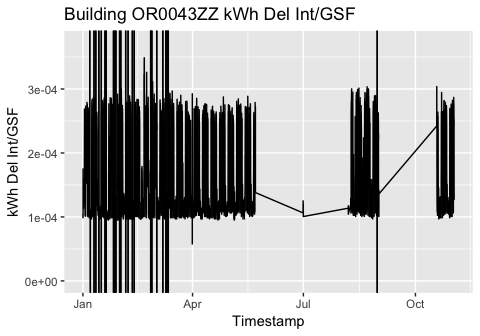 Building OR0043ZZ kWh Del Int/GSF
kWh Del Int/GSF
3e-04
2e-04
1e-04
0e+00
Jan Apr Jul Oct
Timestamp